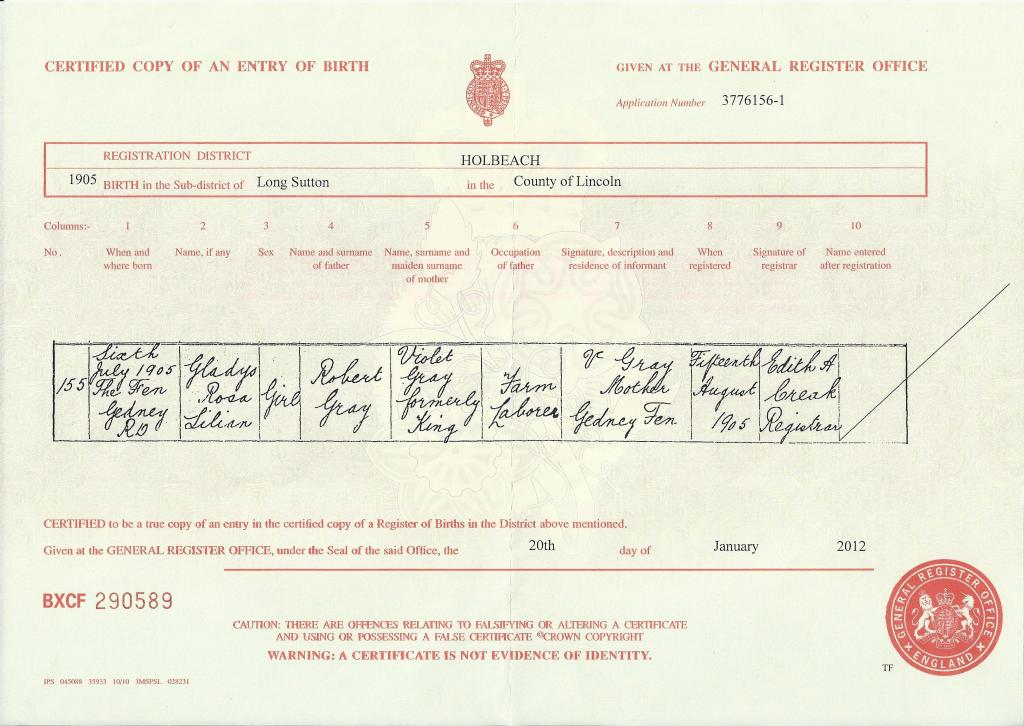 CERTIFIED COPY OF AN ENTRY OF BIRTH
GIVEN AT THE GENERAL REGISTER OFFICE
Application Number 3776156-1
REGISTRATION DISTRICT HOLBEACH
1905 BIRTH in the Sub-district of Long Sutton in the County of Lincoln
Columns:- 1 2 3 4 5 6 7 8 9 10
No. When and where born Name, if any Sex Name and surname of father Name, surname and maiden surname of mother Occupation of father Signature, description and residence of informant When registered Signature of registrar Name entered after registration
155
Sixth
July 1905
The Fen
Gedney
RD
Gladys
Rosa
Lilian
Girl
Robert
Gray
Violet
Gray
formerly
King
Farm
Laborer
V Gray
Mother
Gedney Fen
Fifteenth
August
1905
Edith A
Creak
Registrar
CERTIFIED to be a true copy of an entry in the certified copy of a Register of Births in the District above mentioned.
Given at the GENERAL REGISTER OFFICE, under the Seal of the said Office, the 20th day of January 2012
BXCF 290589
CAUTION: THERE ARE OFFENCES RELATING TO FALSIFYING OR ALTERING A CERTIFICATE
AND USING OR POSSESSING A FALSE CERTIFICATE ©CROWN COPYRIGHT
WARNING: A CERTIFICATE IS NOT EVIDENCE OF IDENTITY.
GENERAL REGISTER OFFICE
ENGLAND
TF
IPS 045088 35933 10/10 3MSPSL 028231